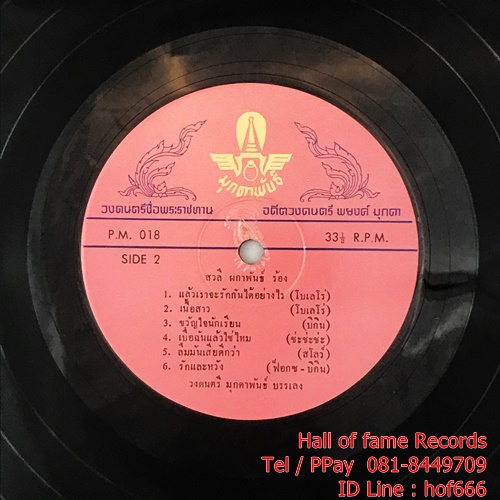 มุกดาพันธ์
วงดนตรีชื่อพระราชทาน อดีตวงดนตรี พยงค์ มุกดา
P.M. 018 33⅓ R.P.M.
SIDE 2
สวลี ผกาพันธ์ ร้อง
1. แล้วเราจะรักกันได้อย่างไร (โบเลโร่)
2. เนื้อสาว (โบเลโร่)
3. ขวัญใจนักเรียน (บิกิน)
4. เบื่อฉันแล้วใช่ไหม (ช่ะช่ะช่ะ)
5. ลืมมันเสียดีกว่า (สโลว์)
6. รักและหวัง (ฟ็อกซ - บิกิน)
วงดนตรี มุกดาพันธ์ บรรเลง
Hall of fame Records
Tel / PPay 081-8449709
ID Line : hof666